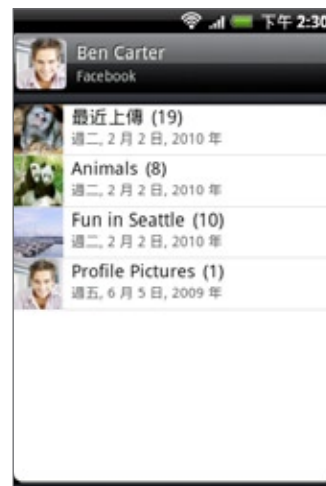 下午 2:30
Ben Carter
Facebook
最近上傳 (19)
週二, 2 月 2 日, 2010 年
Animals (8)
週二, 2 月 2 日, 2010 年
Fun in Seattle (10)
週二, 2 月 2 日, 2010 年
Profile Pictures (1)
週五, 6 月 5 日, 2009 年